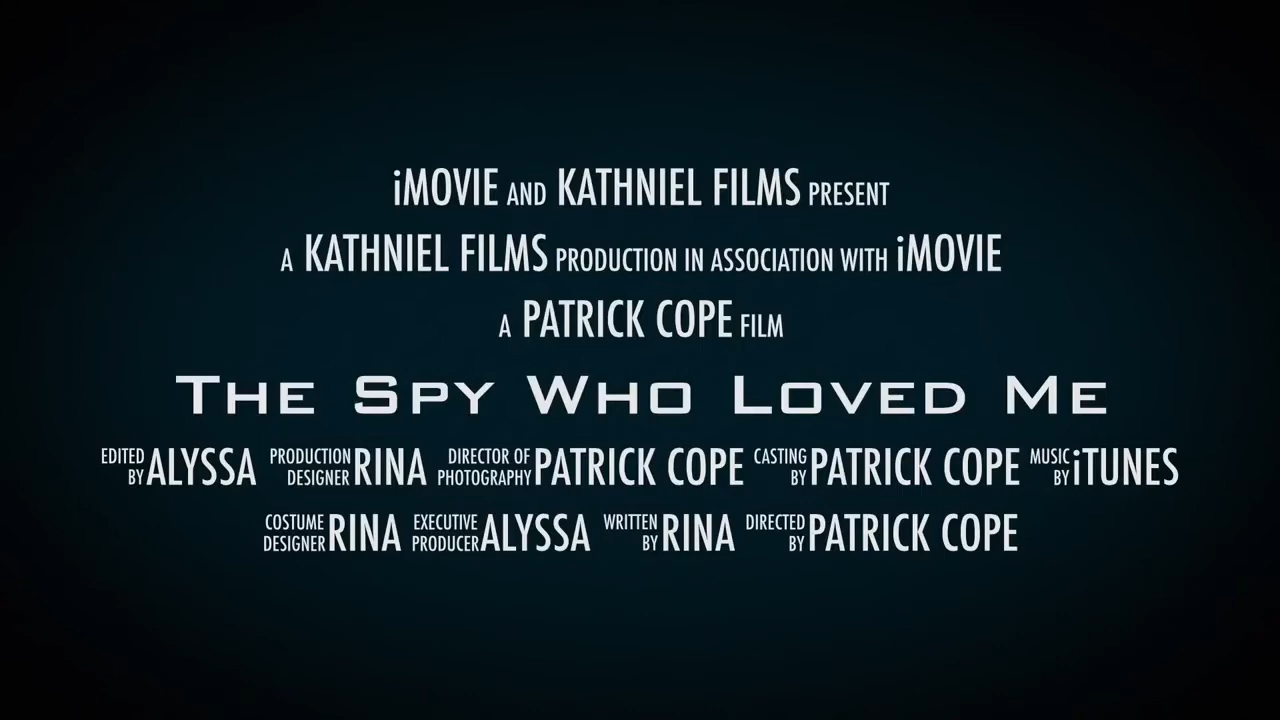 iMOVIE AND KATHNIEL FILMS PRESENT
A KATHNIEL FILMS PRODUCTION IN ASSOCIATION WITH iMOVIE
A PATRICK COPE FILM
THE SPY WHO LOVED ME
EDITED BY ALYSSA PRODUCTION DESIGNER RINA DIRECTOR OF PHOTOGRAPHY PATRICK COPE CASTING BY PATRICK COPE MUSIC BY iTUNES
COSTUME DESIGNER RINA EXECUTIVE PRODUCER ALYSSA WRITTEN BY RINA DIRECTED BY PATRICK COPE